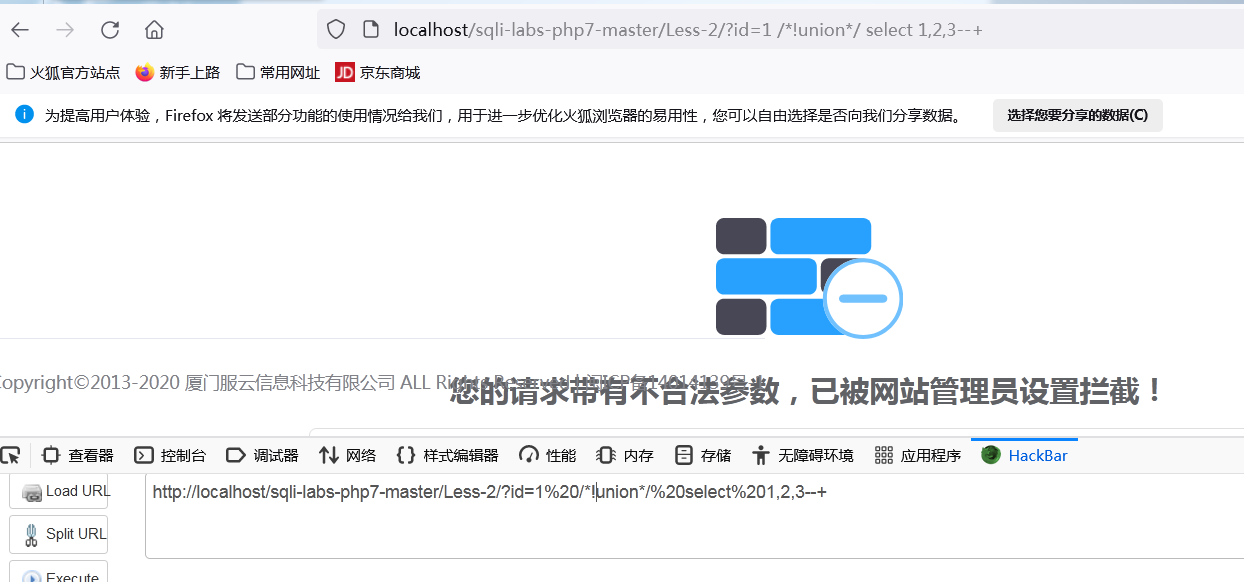 localhost/sqli-labs-php7-master/Less-2/?id=1 /*!union*/ select 1,2,3--+
火狐官方站点 新手上路 常用网址 JD 京东商城
为提高用户体验，Firefox 将发送部分功能的使用情况给我们，用于进一步优化火狐浏览器的易用性，您可以自由选择是否向我们分享数据。 选择您要分享的数据(C)
opyright©2013-2020 厦门服云信息科技有限公司 ALL Rights Reserved
您的请求带有不合法参数，已被网站管理员设置拦截！
查看器 控制台 调试器 网络 样式编辑器 性能 内存 存储 无障碍环境 应用程序 HackBar
Load URL
http://localhost/sqli-labs-php7-master/Less-2/?id=1%20/*!union*/%20select%201,2,3--+
Split URL
Execute